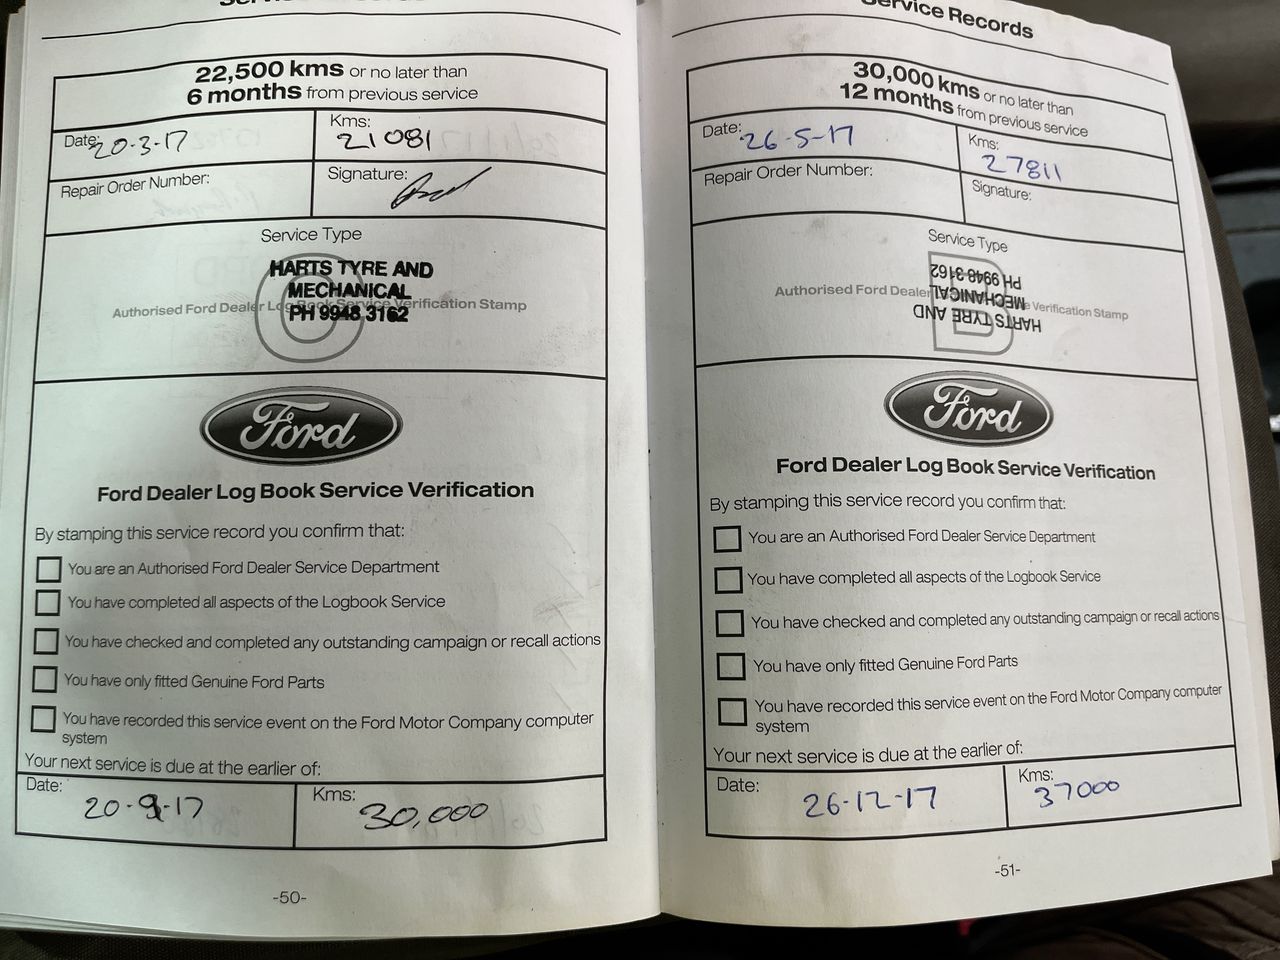 Service Records
22,500 kms or no later than
6 months from previous service
Date: 20-3-17
Kms: 21081
Repair Order Number:
Signature:
Service Type
HARTS TYRE AND
MECHANICAL
Authorised Ford Dealer Log Book Service Verification Stamp
PH 9948 3162
Ford
Ford Dealer Log Book Service Verification
By stamping this service record you confirm that:
You are an Authorised Ford Dealer Service Department
You have completed all aspects of the Logbook Service
You have checked and completed any outstanding campaign or recall actions
You have only fitted Genuine Ford Parts
You have recorded this service event on the Ford Motor Company computer
system
Your next service is due at the earlier of:
Date: 20-9-17
Kms: 30,000
-50-
Service Records
30,000 kms or no later than
12 months from previous service
Date: 26-5-17
Kms: 27811
Repair Order Number:
Signature:
Service Type
B
HARTS TYRE AND
MECHANICAL
PH 9948 3162
Authorised Ford Dealer Verification Stamp
Ford
Ford Dealer Log Book Service Verification
By stamping this service record you confirm that:
You are an Authorised Ford Dealer Service Department
You have completed all aspects of the Logbook Service
You have checked and completed any outstanding campaign or recall actions
You have only fitted Genuine Ford Parts
You have recorded this service event on the Ford Motor Company computer
system
Your next service is due at the earlier of:
Date: 26-12-17
Kms: 37000
-51-